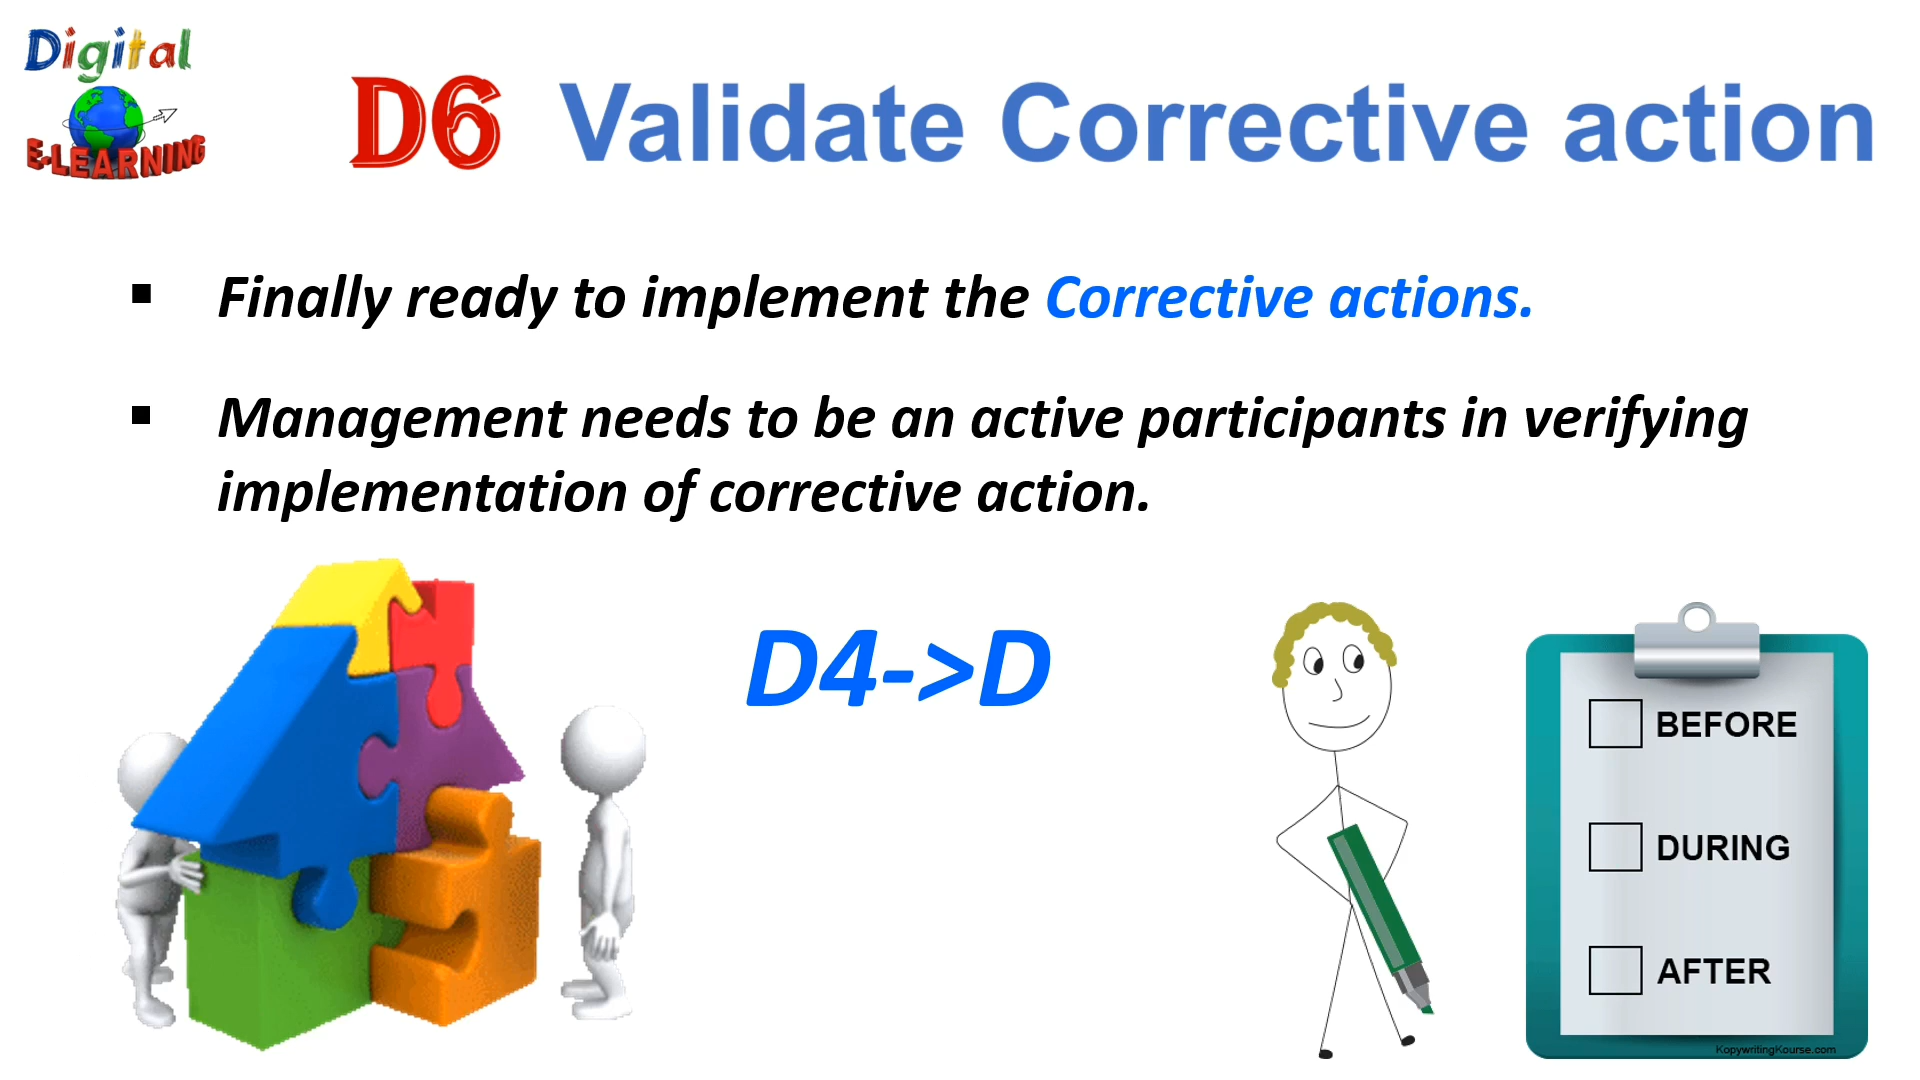 Digital
E-LEARNING
D6 Validate Corrective action
▪ Finally ready to implement the Corrective actions.
▪ Management needs to be an active participants in verifying
implementation of corrective action.
D4->D
BEFORE
DURING
AFTER
KopywritingKourse.com